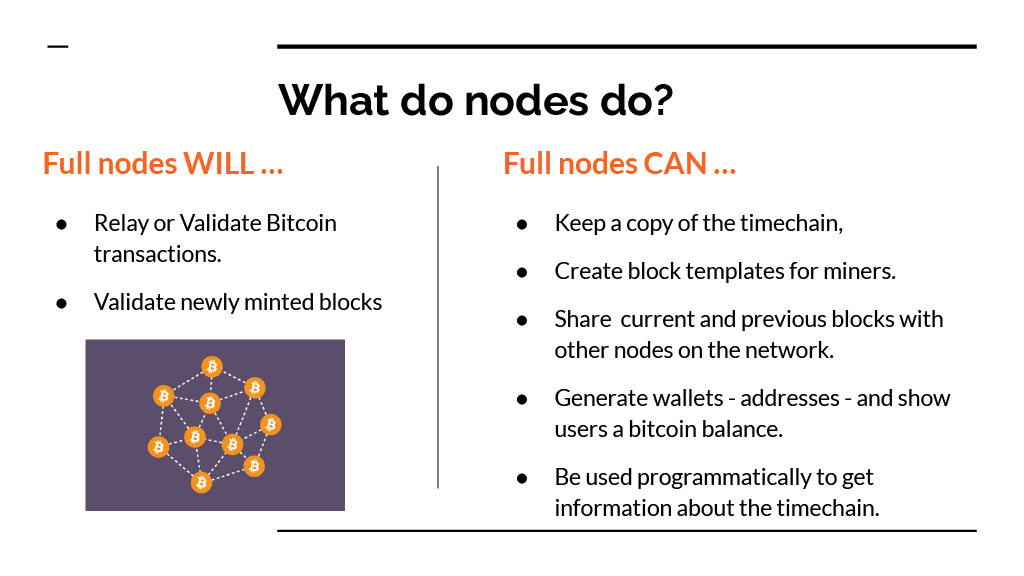 What do nodes do?
Full nodes WILL ...
● Relay or Validate Bitcoin
transactions.
● Validate newly minted blocks
Full nodes CAN ...
● Keep a copy of the timechain,
● Create block templates for miners.
● Share  current and previous blocks with
other nodes on the network.
● Generate wallets - addresses - and show
users a bitcoin balance.
● Be used programmatically to get
information about the timechain.